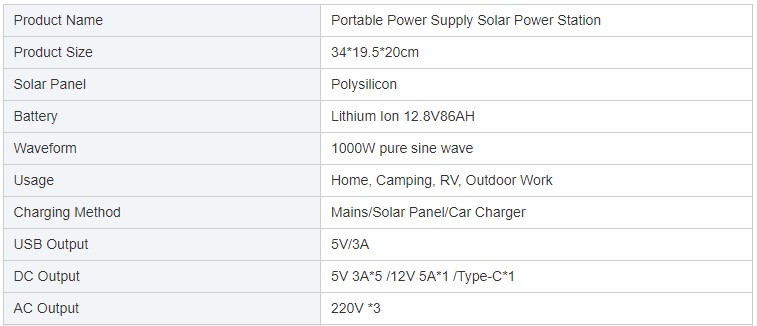 Product Name Portable Power Supply Solar Power Station
Product Size 34*19.5*20cm
Solar Panel Polysilicon
Battery Lithium Ion 12.8V86AH
Waveform 1000W pure sine wave
Usage Home, Camping, RV, Outdoor Work
Charging Method Mains/Solar Panel/Car Charger
USB Output 5V/3A
DC Output 5V 3A*5 /12V 5A*1 /Type-C*1
AC Output 220V *3